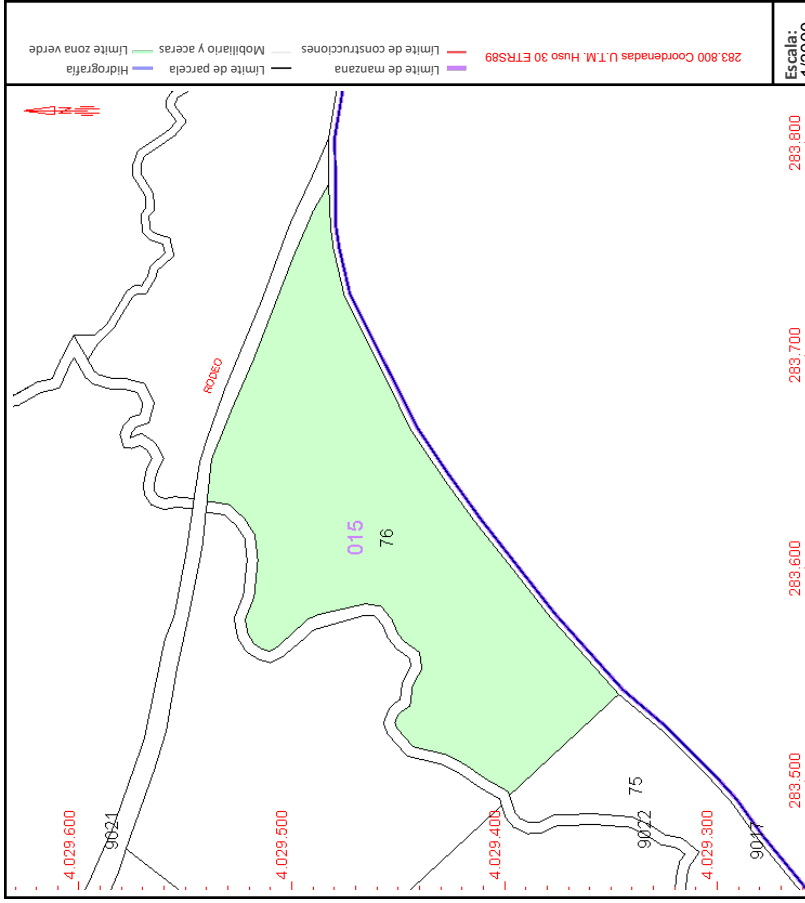 Límite zona verde
Mobiliario y aceras
Límite de construcciones
Hidrografía
Límite de parcela
Límite de manzana
283.800 Coordenadas U.T.M. Huso 30 ETRS89
Escala:
1/2000
283,800
283,700
283,600
283,500
4.029.600
4.029.500
4.029.400
4.029.300
RODEO
015
76
75
9021
9022
9017